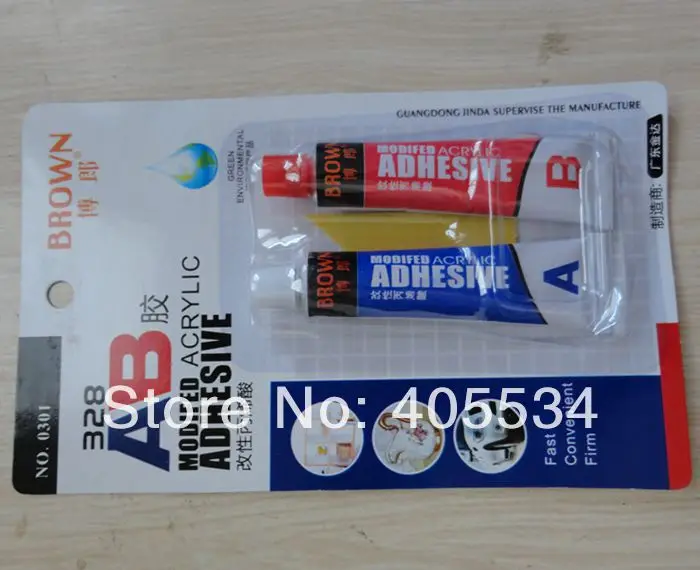 GUANGDONG JINDA SUPERVISE THE MANUFACTURE
BROWN®
博郎
GREEN
ENVIRONMENTAL
NO. 0301
328
AB胶
MODIFED ACRYLIC
ADHESIVE
改性丙烯酸
BROWN
博郎
MODIFED ACRYLIC
ADHESIVE
改性丙烯酸
B
BROWN
博郎
MODIFED ACRYLIC
ADHESIVE
改性丙烯酸
A
制造商:
广东金达
Fast
Convenient
Firm
Store No: 405534